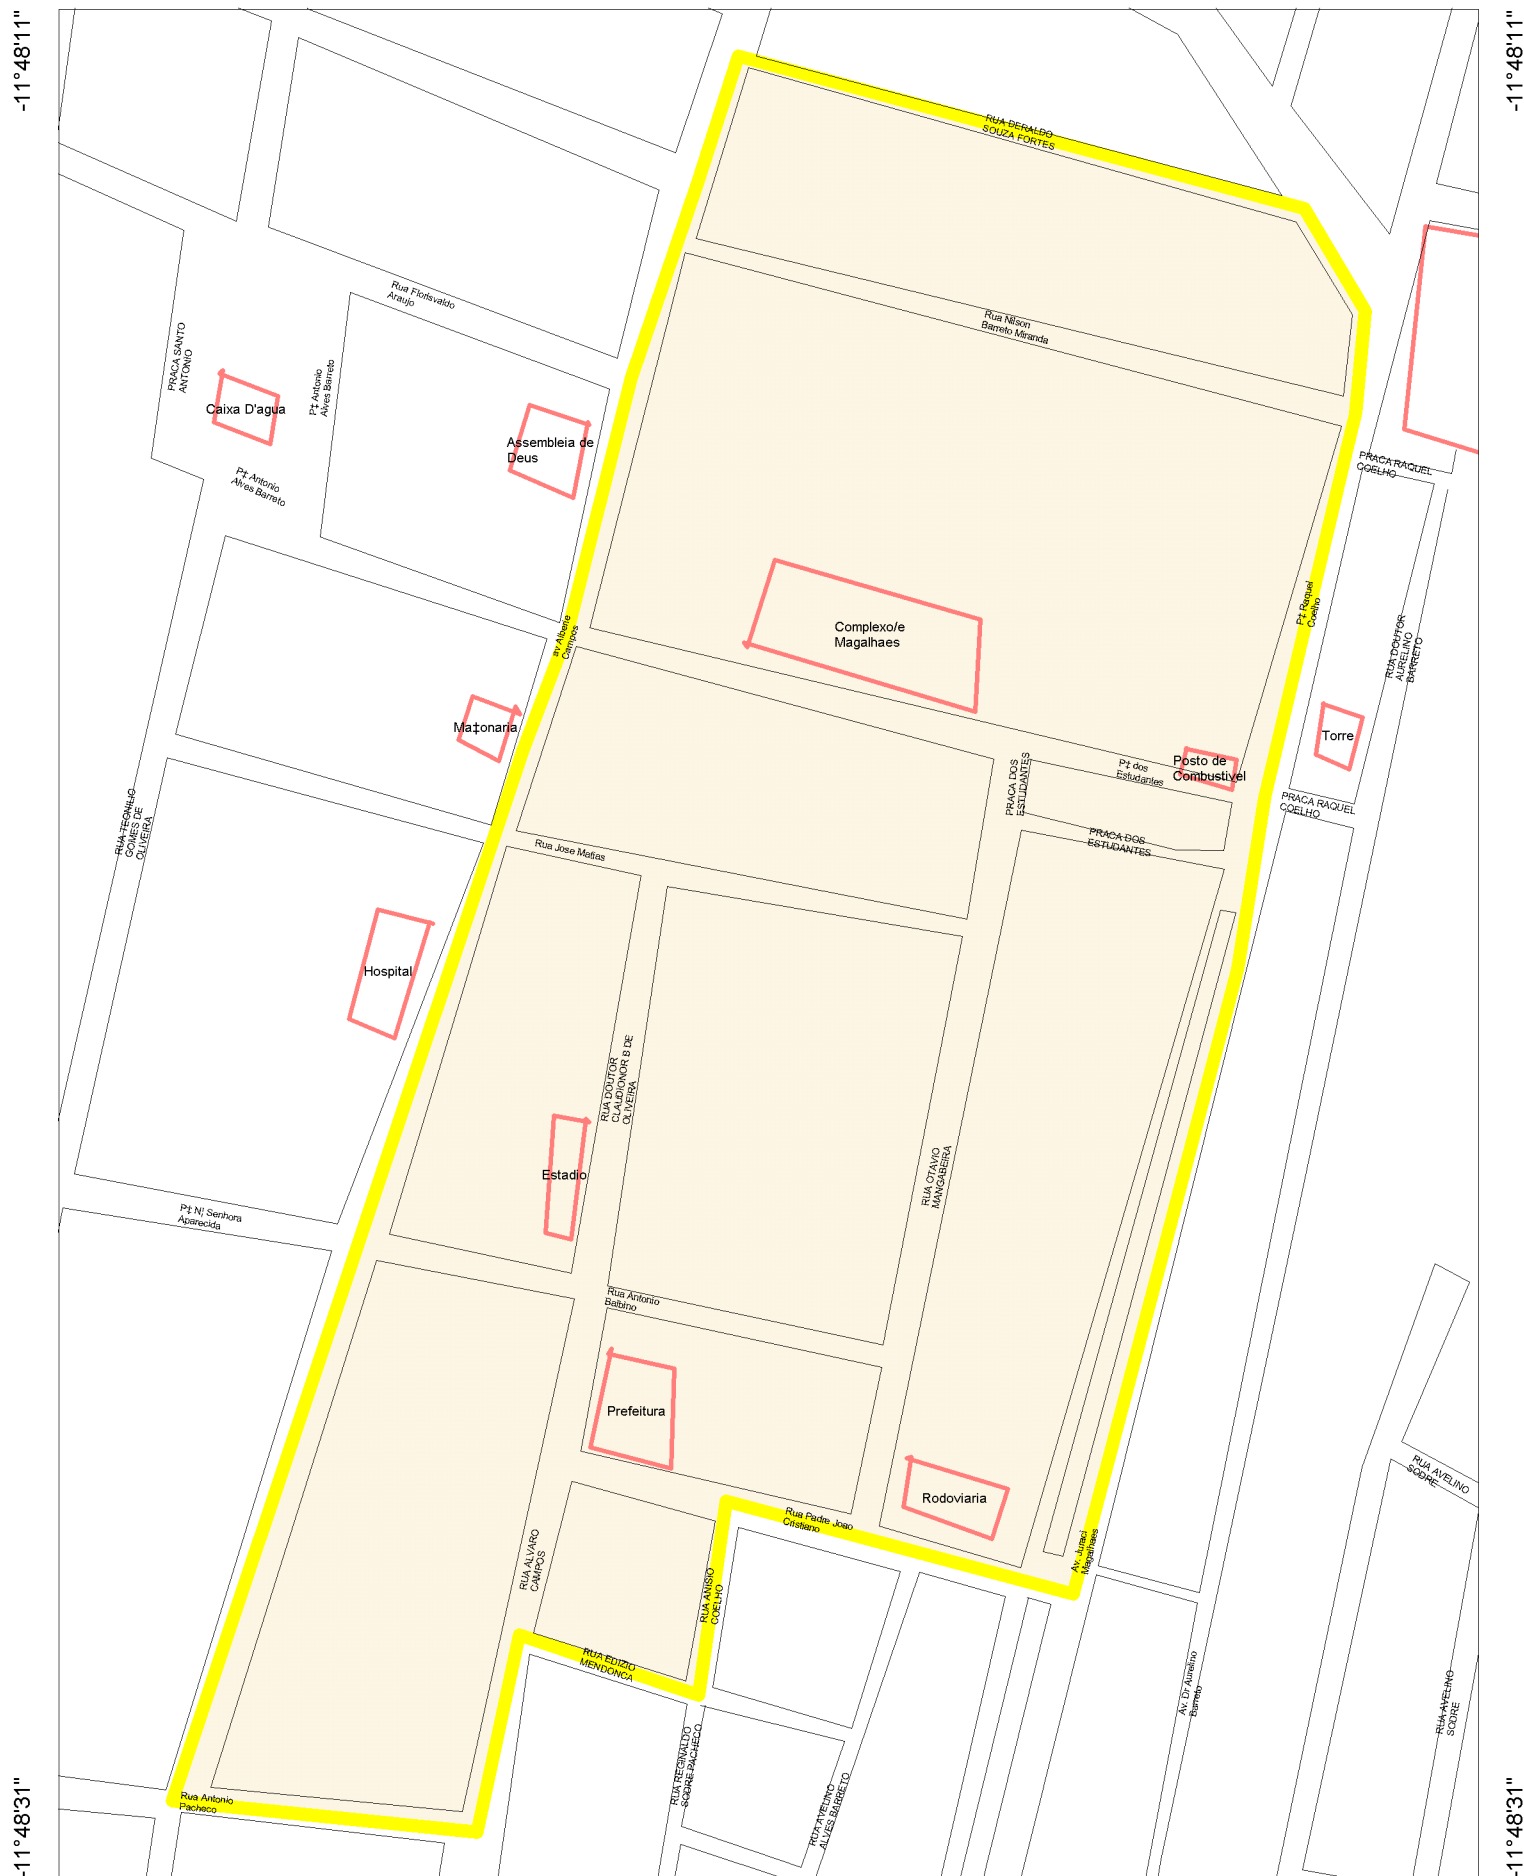 -11°48'11"
-11°48'11"
RUA DERALDO
SOUZA FORTES
Rua Florisvaldo
Araujo
Rua Nilson
Barreto Miranda
PRACA SANTO
ANTONIO
P‡ Antonio
Alves Barreto
Caixa D'agua
Assembleia de
Deus
P‡ Antonio
Alves Barreto
PRACA RAQUEL
COELHO
P‡ Raquel
Coelho
av Alberie
Campos
Complexo/e
Magalhaes
RUA DOUTOR
AURELINO
BARRETO
Ma‡onaria
Torre
Posto de
Combustivel
P‡ dos
Estudantes
PRACA DOS
ESTUDANTES
PRACA RAQUEL
COELHO
RUA TEONILIO
GOMES DE
OLIVEIRA
Rua Jose Matias
PRACA DOS
ESTUDANTES
Hospital
RUA DOUTOR
CLAUDIONOR B DE
OLIVEIRA
Estadio
RUA OTAVIO
MANGABEIRA
P‡ N¦ Senhora
Aparecida
Rua Antonio
Balbino
Prefeitura
Rodoviaria
RUA AVELINO
SODRE
Rua Padre Joao
Cristiano
Av. Juraci
Magalhaes
RUA ALVARO
CAMPOS
RUA ANISIO
COELHO
RUA EDIZIO
MENDONCA
Av. Dr Aurelino
Barreto
RUA AVELINO
SODRE
RUA REGINALDO
SODRE PACHECO
RUA AVELINO
ALVES BARRETO
Rua Antonio
Pacheco
-11°48'31"
-11°48'31"